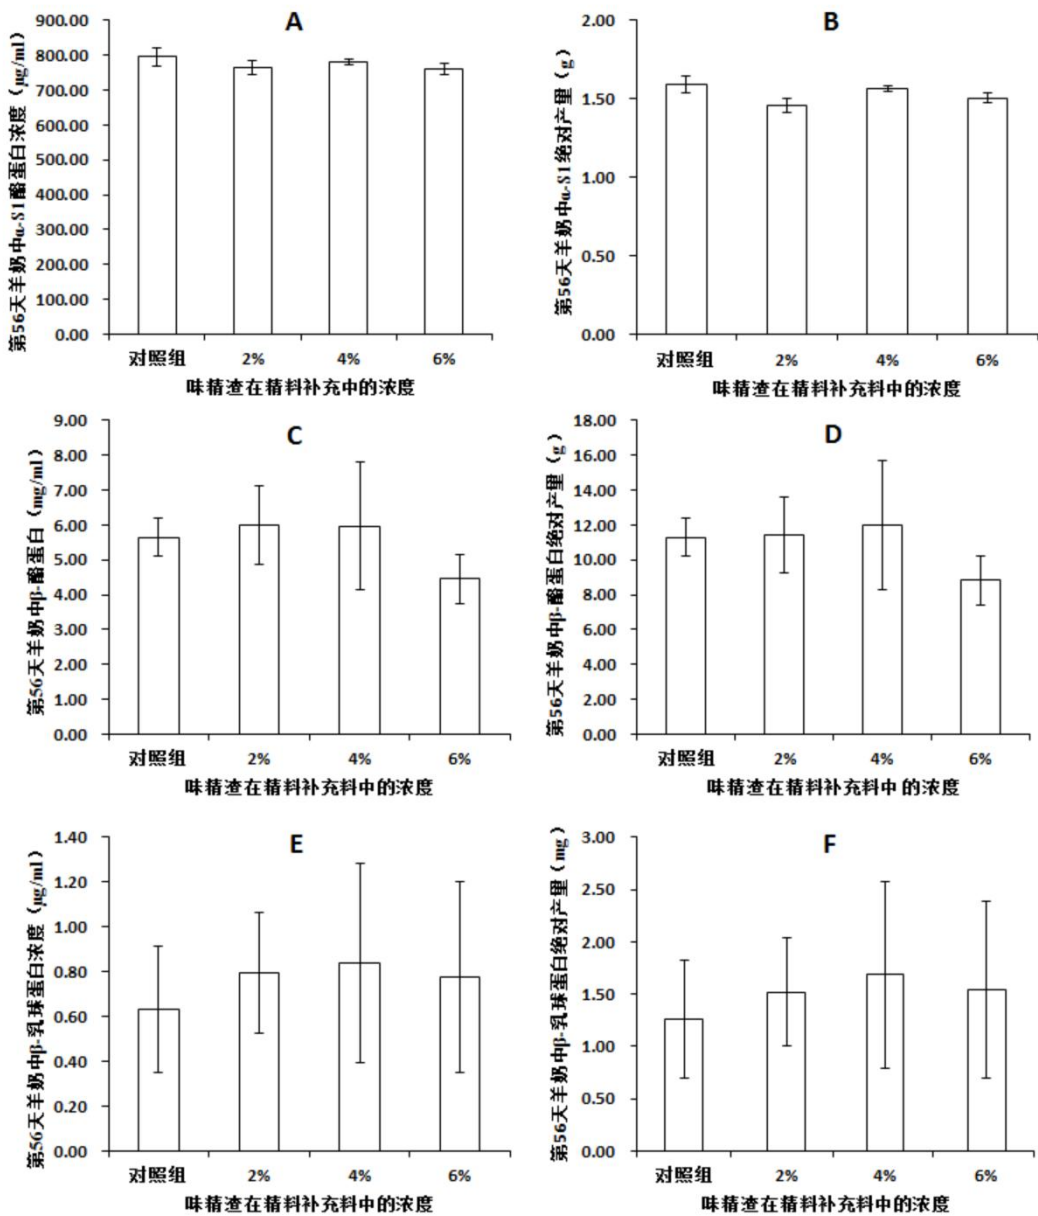 A
第56天羊奶中α-S1酪蛋白浓度（μg/ml）
900.00
800.00
700.00
600.00
500.00
400.00
300.00
200.00
100.00
0.00
对照组 2% 4% 6%
味精渣在精料补充中的浓度
B
第56天羊奶中α-S1绝对产量（g）
2.00
1.50
1.00
0.50
0.00
对照组 2% 4% 6%
味精渣在精料补充料中的浓度
C
第56天羊奶中β-酪蛋白（mg/ml）
9.00
8.00
7.00
6.00
5.00
4.00
3.00
2.00
1.00
0.00
对照组 2% 4% 6%
味精渣在精料补充料中的浓度
D
第56天羊奶中β-酪蛋白绝对产量（g）
18.00
16.00
14.00
12.00
10.00
8.00
6.00
4.00
2.00
0.00
对照组 2% 4% 6%
味精渣在精料补充料中的浓度
E
第56天羊奶中β-乳球蛋白浓度（μg/ml）
1.40
1.20
1.00
0.80
0.60
0.40
0.20
0.00
对照组 2% 4% 6%
味精渣在精料补充料中的浓度
F
第56天羊奶中β-乳球蛋白绝对产量（mg）
3.00
2.50
2.00
1.50
1.00
0.50
0.00
对照组 2% 4% 6%
味精渣在精料补充料中的浓度